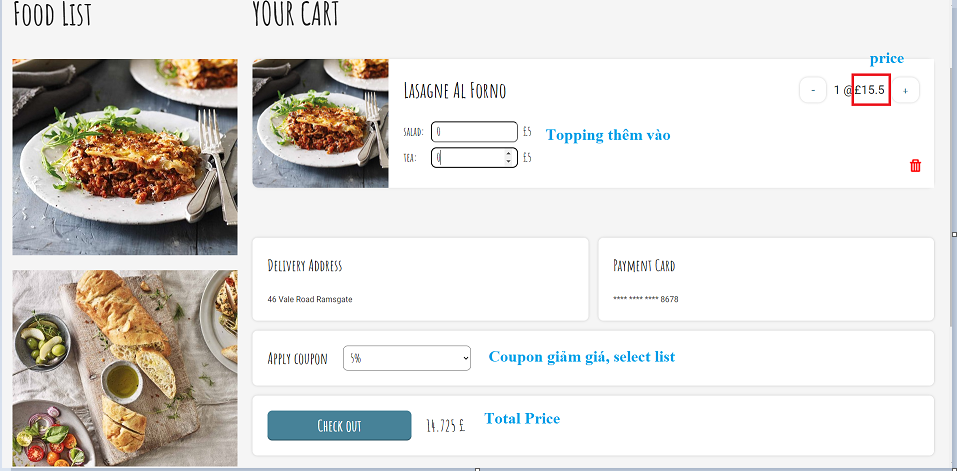 Food List
YOUR CART
price
Lasagne Al Forno
-
1 @£15.5
+
salad: 0 £5
Topping thêm vào
tea: 0 £5
Delivery Address
46 Vale Road Ramsgate
Payment Card
**** **** **** 8678
Apply coupon 5%
Coupon giảm giá, select list
Check out 14.725 £
Total Price